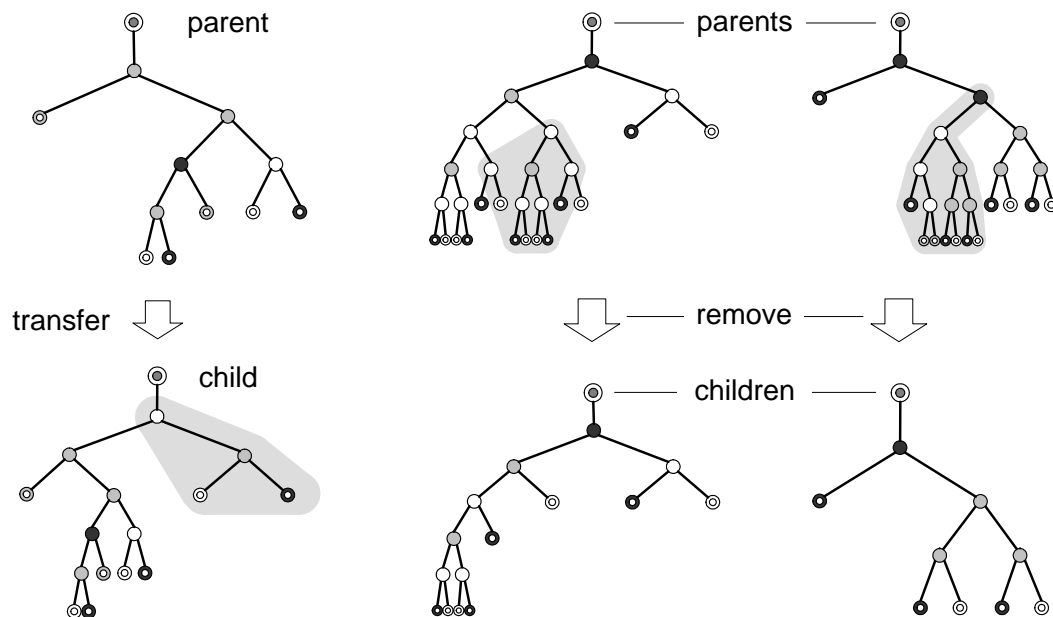 parent
parents
transfer
remove
child
children